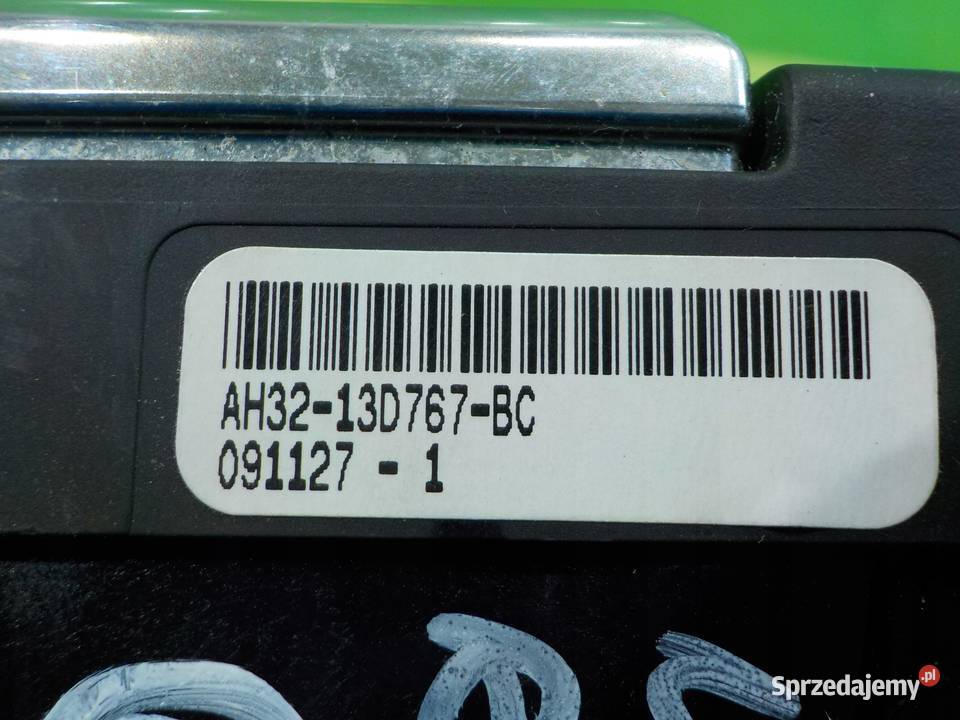 AH32-13D767-BC
091127 - 1
Sprzedajemy.pl